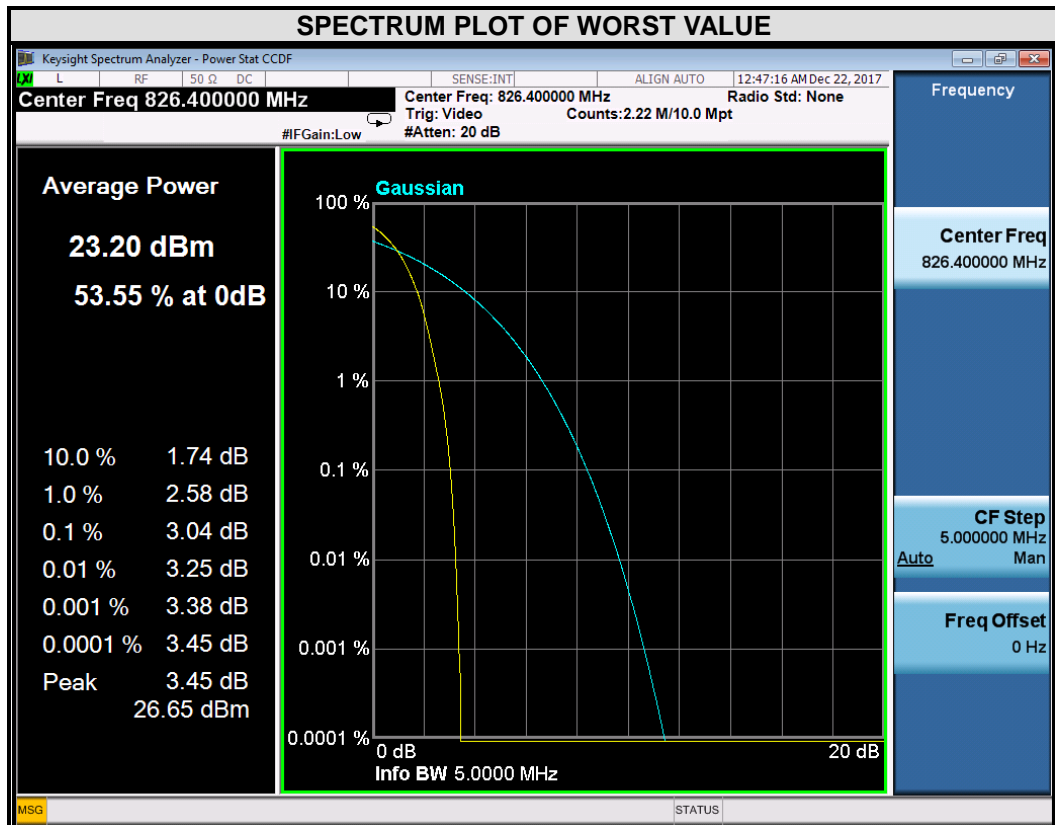 SPECTRUM PLOT OF WORST VALUE
Keysight Spectrum Analyzer - Power Stat CCDF
LXI L RF 50 Ω DC SENSE:INT ALIGN AUTO 12:47:16 AM Dec 22, 2017
Center Freq 826.400000 MHz
#IFGain:Low
Center Freq: 826.400000 MHz Radio Std: None
Trig: Video Counts:2.22 M/10.0 Mpt
#Atten: 20 dB
Average Power
23.20 dBm
53.55 % at 0dB
10.0 % 1.74 dB
1.0 % 2.58 dB
0.1 % 3.04 dB
0.01 % 3.25 dB
0.001 % 3.38 dB
0.0001 % 3.45 dB
Peak 3.45 dB
26.65 dBm
Gaussian
100 %
10 %
1 %
0.1 %
0.01 %
0.001 %
0.0001 %
0 dB 20 dB
Info BW 5.0000 MHz
Frequency
Center Freq
826.400000 MHz
CF Step
5.000000 MHz
Auto Man
Freq Offset
0 Hz
MSG STATUS